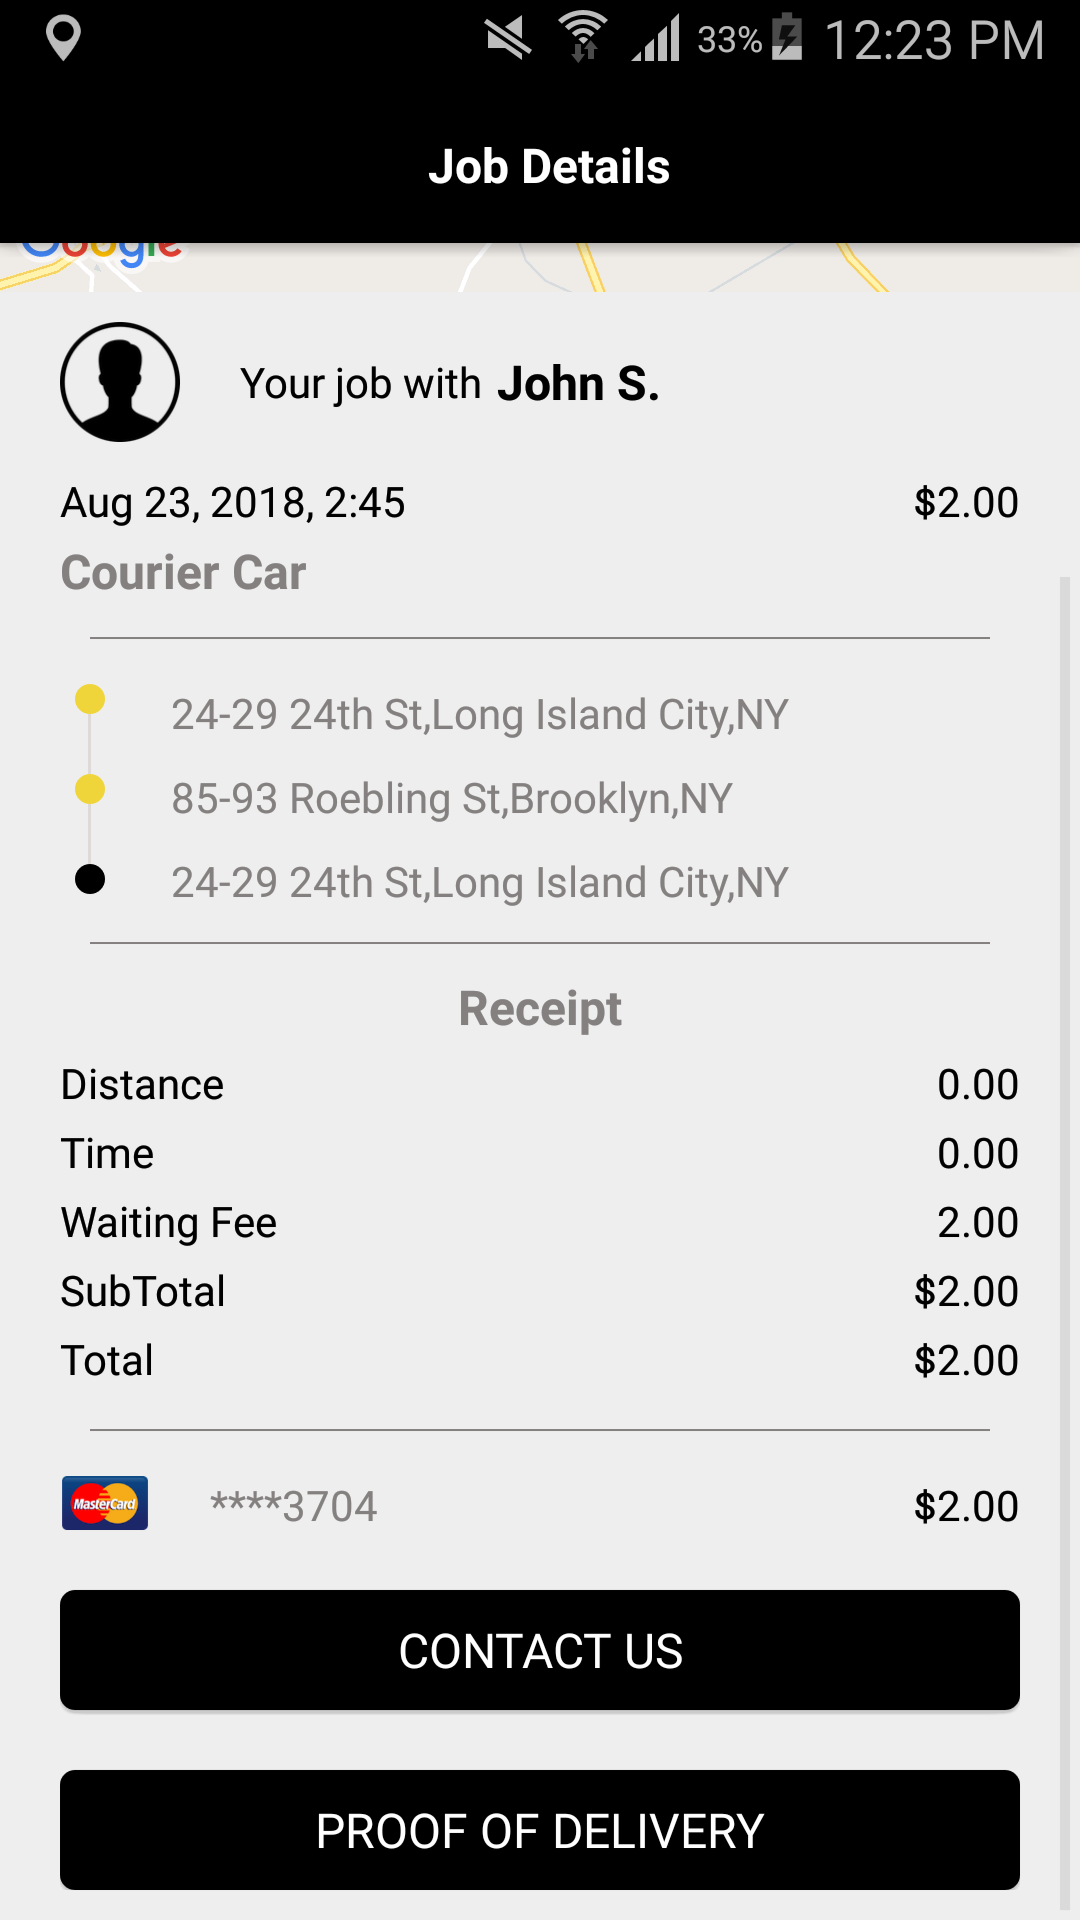 33% 12:23 PM
Job Details
Google
Your job with John S.
Aug 23, 2018, 2:45 $2.00
Courier Car
24-29 24th St,Long Island City,NY
85-93 Roebling St,Brooklyn,NY
24-29 24th St,Long Island City,NY
Receipt
Distance 0.00
Time 0.00
Waiting Fee 2.00
SubTotal $2.00
Total $2.00
MasterCard ****3704 $2.00
CONTACT US
PROOF OF DELIVERY